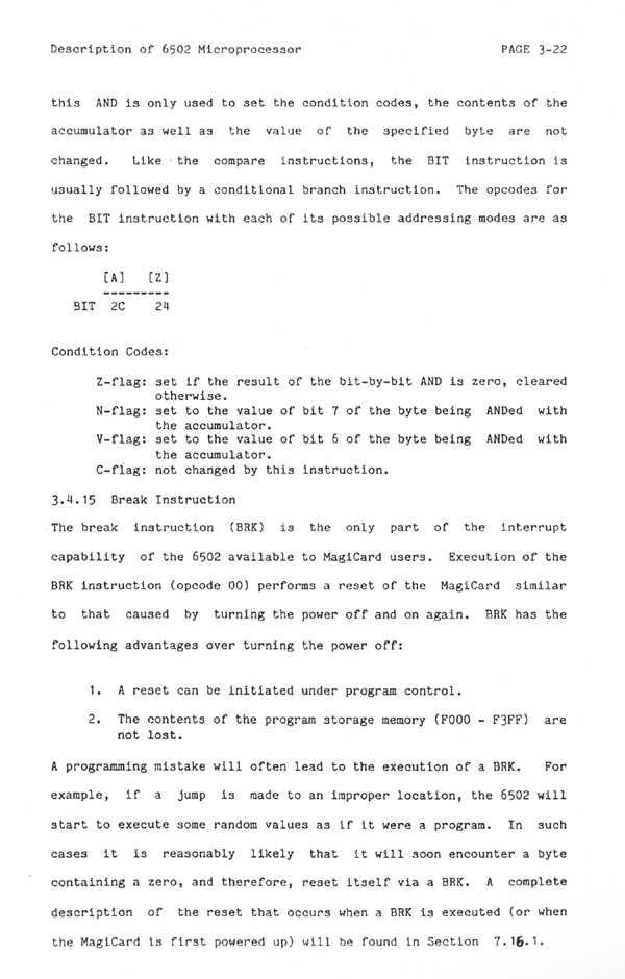 Description of 6502 Microprocessor PAGE 3-22
this AND is only used to set the condition codes, the contents of the
accumulator as well as the value of the specified byte are not
changed. Like the compare instructions, the BIT instruction is
usually followed by a conditional branch instruction. The opcodes for
the BIT instruction with each of its possible addressing modes are as
follows:
[A] [Z]
---------
BIT 2C 24
Condition Codes:
Z-flag: set if the result of the bit-by-bit AND is zero, cleared
otherwise.
N-flag: set to the value of bit 7 of the byte being ANDed with
the accumulator.
V-flag: set to the value of bit 6 of the byte being ANDed with
the accumulator.
C-flag: not changed by this instruction.
3.4.15 Break Instruction
The break instruction (BRK) is the only part of the interrupt
capability of the 6502 available to MagiCard users. Execution of the
BRK instruction (opcode 00) performs a reset of the MagiCard similar
to that caused by turning the power off and on again. BRK has the
following advantages over turning the power off:
1. A reset can be initiated under program control.
2. The contents of the program storage memory (F000 - F3FF) are
not lost.
A programming mistake will often lead to the execution of a BRK. For
example, if a jump is made to an improper location, the 6502 will
start to execute some random values as if it were a program. In such
cases it is reasonably likely that it will soon encounter a byte
containing a zero, and therefore, reset itself via a BRK. A complete
description of the reset that occurs when a BRK is executed (or when
the MagiCard is first powered up) will be found in Section 7.16.1.